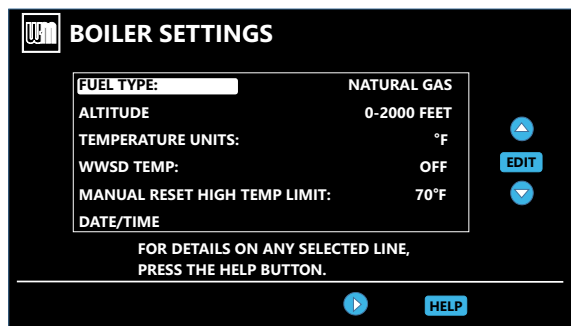 WM BOILER SETTINGS
FUEL TYPE: NATURAL GAS
ALTITUDE 0-2000 FEET
TEMPERATURE UNITS: °F
WWSD TEMP: OFF
MANUAL RESET HIGH TEMP LIMIT: 70°F
DATE/TIME
EDIT
FOR DETAILS ON ANY SELECTED LINE,
PRESS THE HELP BUTTON.
HELP